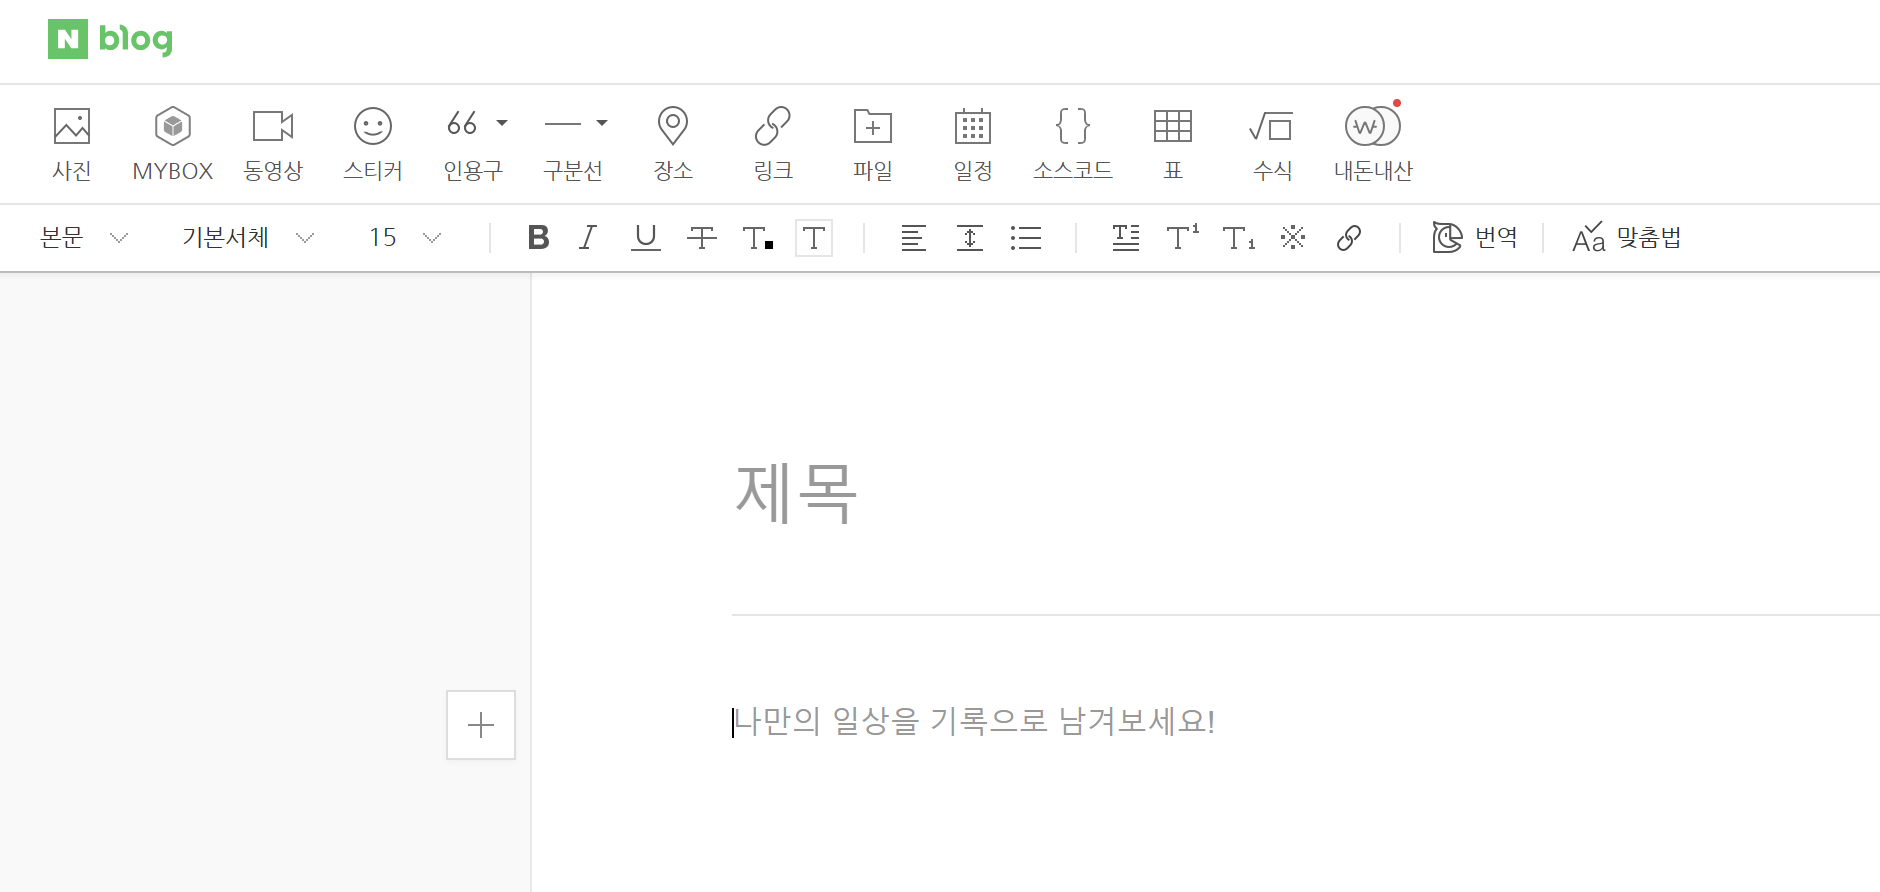 N blog
사진 MYBOX 동영상 스티커 인용구 구분선 장소 링크 파일 일정 소스코드 표 수식 내돈내산
본문 기본서체 15 B I U T T T T T¹ T₁ 번역 Aa 맞춤법
제목
나만의 일상을 기록으로 남겨보세요!